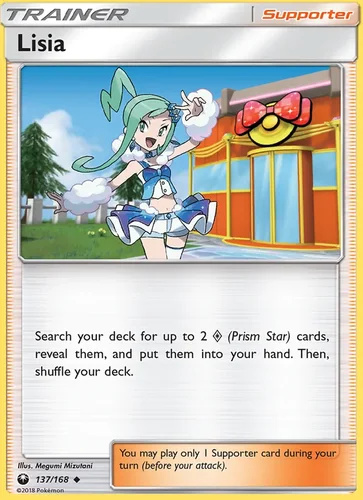 TRAINER Supporter
Lisia
Search your deck for up to 2 ◇ (Prism Star) cards,
reveal them, and put them into your hand. Then,
shuffle your deck.
Illus. Megumi Mizutani
137/168 ◆
©2018 Pokémon
You may play only 1 Supporter card during your
turn (before your attack).